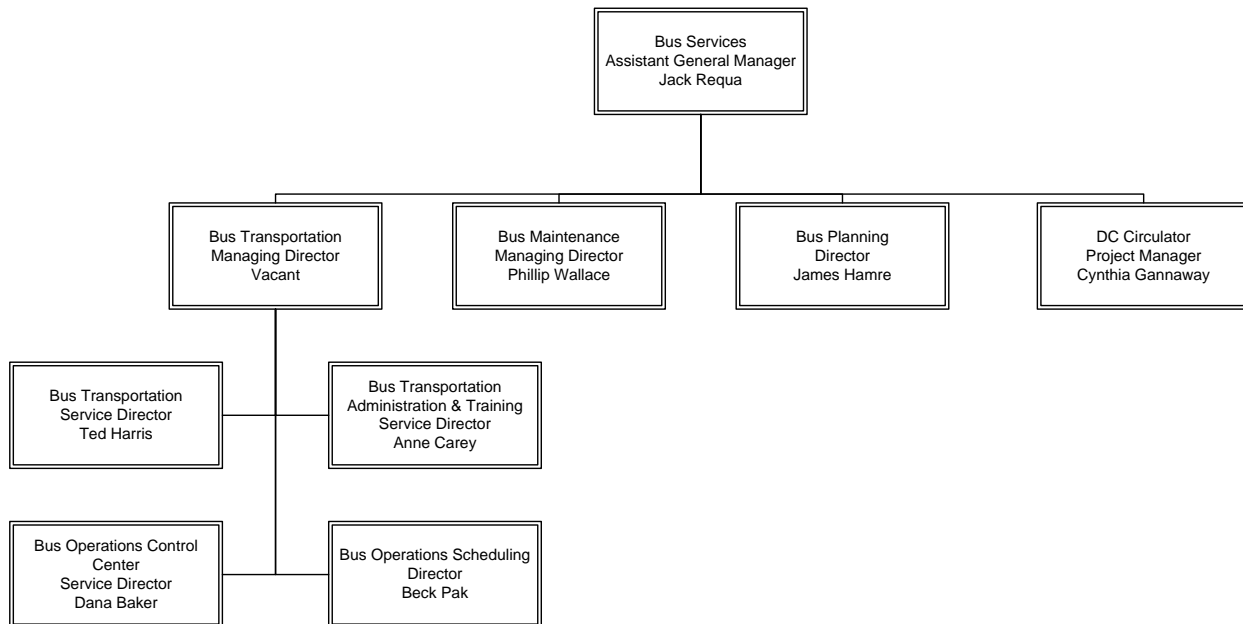 Bus Services
Assistant General Manager
Jack Requa
Bus Transportation
Managing Director
Vacant
Bus Maintenance
Managing Director
Phillip Wallace
Bus Planning
Director
James Hamre
DC Circulator
Project Manager
Cynthia Gannaway
Bus Transportation
Service Director
Ted Harris
Bus Transportation
Administration & Training
Service Director
Anne Carey
Bus Operations Control
Center
Service Director
Dana Baker
Bus Operations Scheduling
Director
Beck Pak